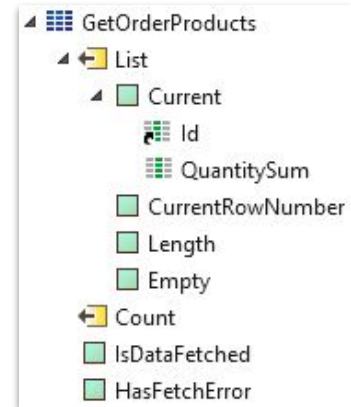 GetOrderProducts
List
Current
Id
QuantitySum
CurrentRowNumber
Length
Empty
Count
IsDataFetched
HasFetchError